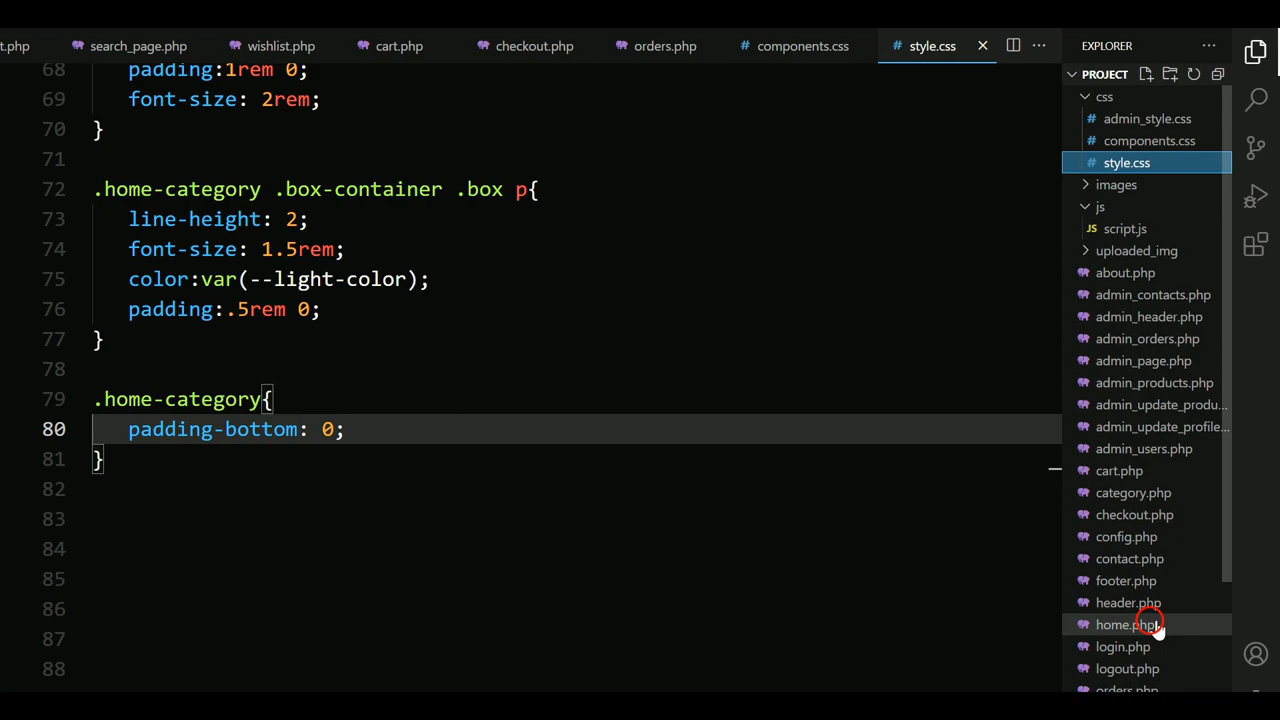 t.php search_page.php wishlist.php cart.php checkout.php orders.php # components.css # style.css × ···
68 padding:1rem 0;
69 font-size: 2rem;
70 }
71
72 .home-category .box-container .box p{
73 line-height: 2;
74 font-size: 1.5rem;
75 color:var(--light-color);
76 padding:.5rem 0;
77 }
78
79 .home-category{
80 padding-bottom: 0;
81 }
82
83
84
85
86
87
88
EXPLORER ···
PROJECT
css
# admin_style.css
# components.css
# style.css
images
js
JS script.js
uploaded_img
about.php
admin_contacts.php
admin_header.php
admin_orders.php
admin_page.php
admin_products.php
admin_update_produ...
admin_update_profile...
admin_users.php
cart.php
category.php
checkout.php
config.php
contact.php
footer.php
header.php
home.php
login.php
logout.php
orders.php